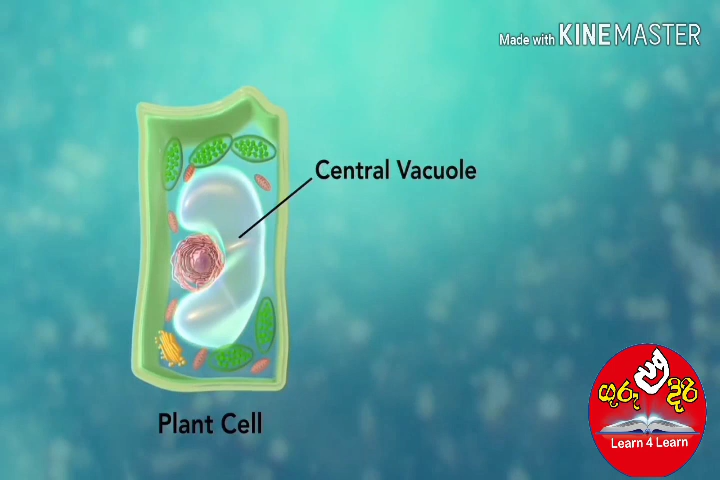 Made with KINEMASTER
Central Vacuole
Plant Cell
ගුරු
දිරි
Learn 4 Learn